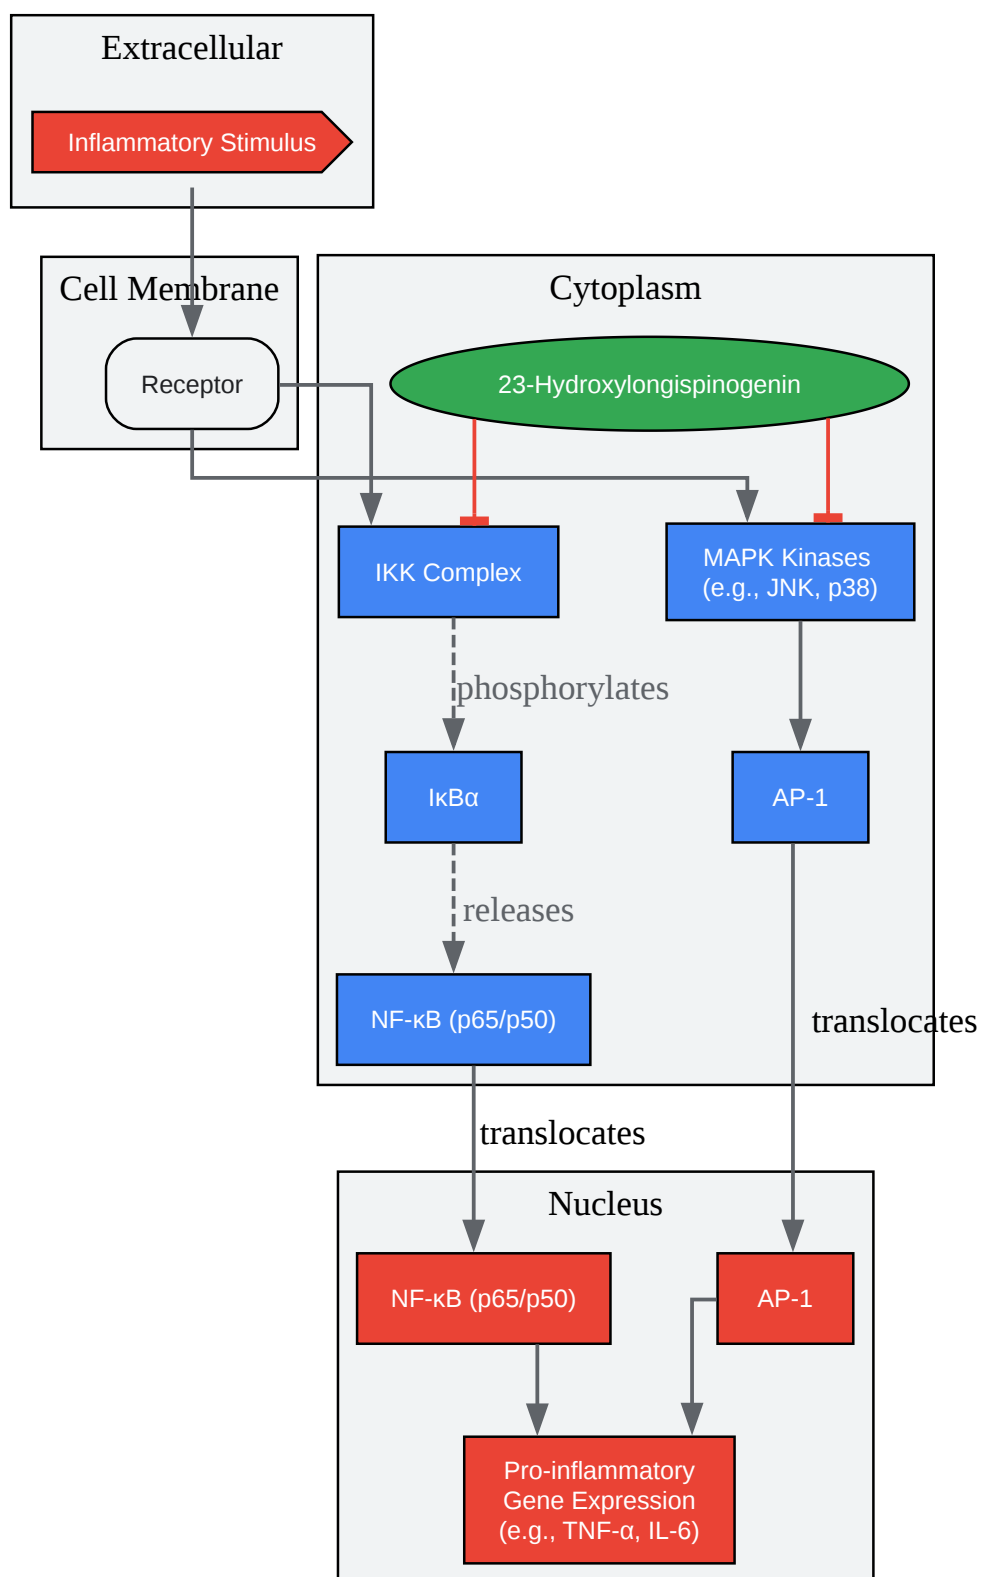 Extracellular
Inflammatory Stimulus
Cell Membrane
Receptor
Cytoplasm
23-Hydroxylongispinogenin
IKK Complex
MAPK Kinases
(e.g., JNK, p38)
phosphorylates
IκBα
AP-1
releases
NF-κB (p65/p50)
translocates
translocates
Nucleus
NF-κB (p65/p50)
AP-1
Pro-inflammatory
Gene Expression
(e.g., TNF-α, IL-6)